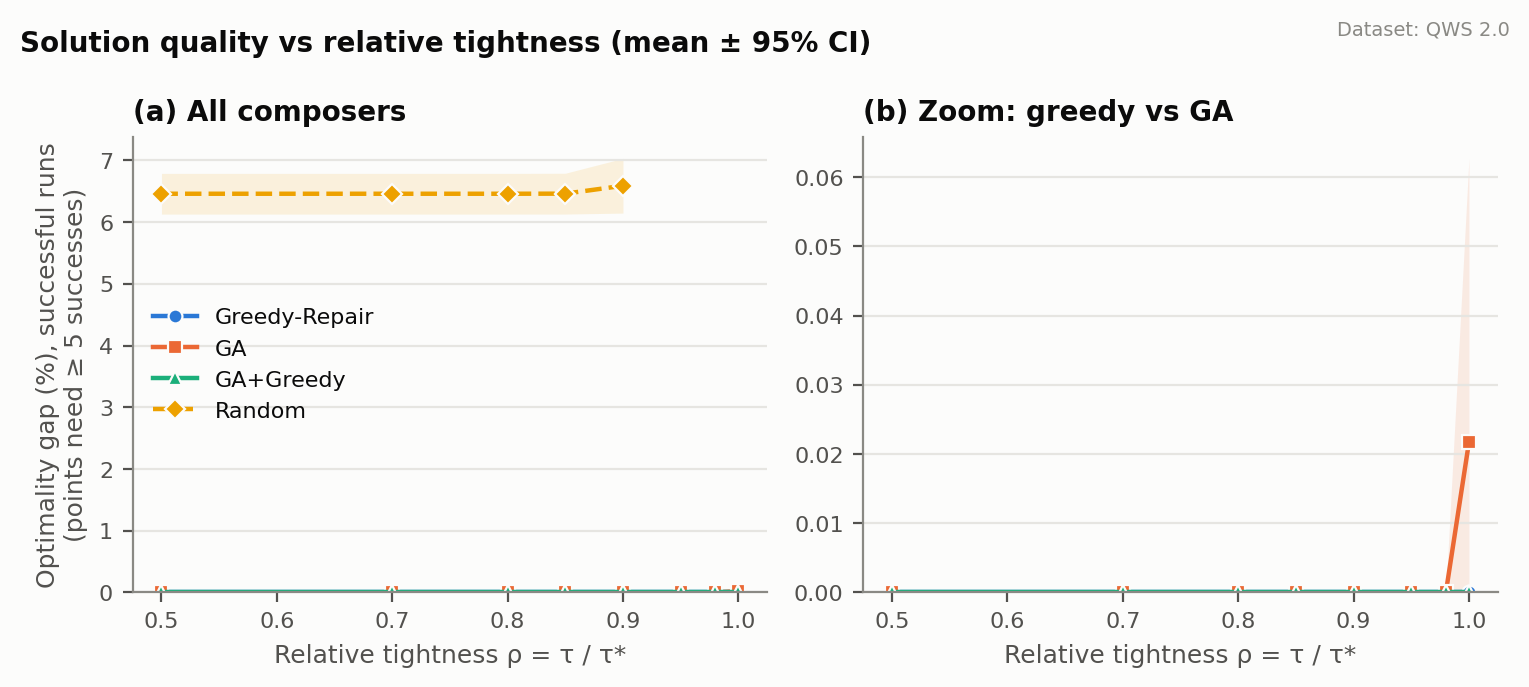 Solution quality vs relative tightness (mean ± 95% CI)
Dataset: QWS 2.0
(a) All composers
Optimality gap (%), successful runs
(points need ≥ 5 successes)
7
6
5
4
3
2
1
0
Greedy-Repair
GA
GA+Greedy
Random
0.5 0.6 0.7 0.8 0.9 1.0
Relative tightness ρ = τ / τ*
(b) Zoom: greedy vs GA
0.06
0.05
0.04
0.03
0.02
0.01
0.00
0.5 0.6 0.7 0.8 0.9 1.0
Relative tightness ρ = τ / τ*